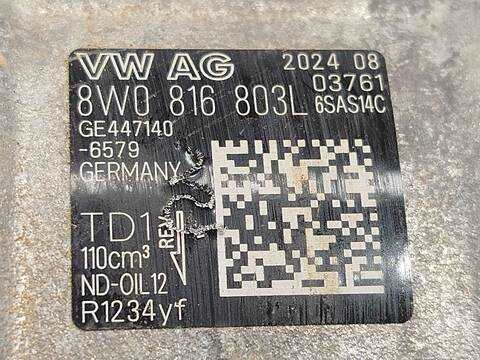 VW AG 2024 08
03761
8W0 816 803L 6SAS14C
GE447140
-6579
GERMANY
TD1 REV
110cm³
ND-OIL12
R1234yf